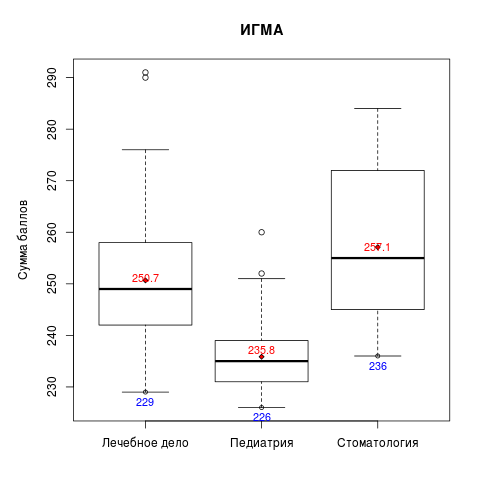 ИГМА
Сумма баллов
290
280
270
260
250
240
230
250.7
235.8
257.1
229
226
236
Лечебное дело
Педиатрия
Стоматология